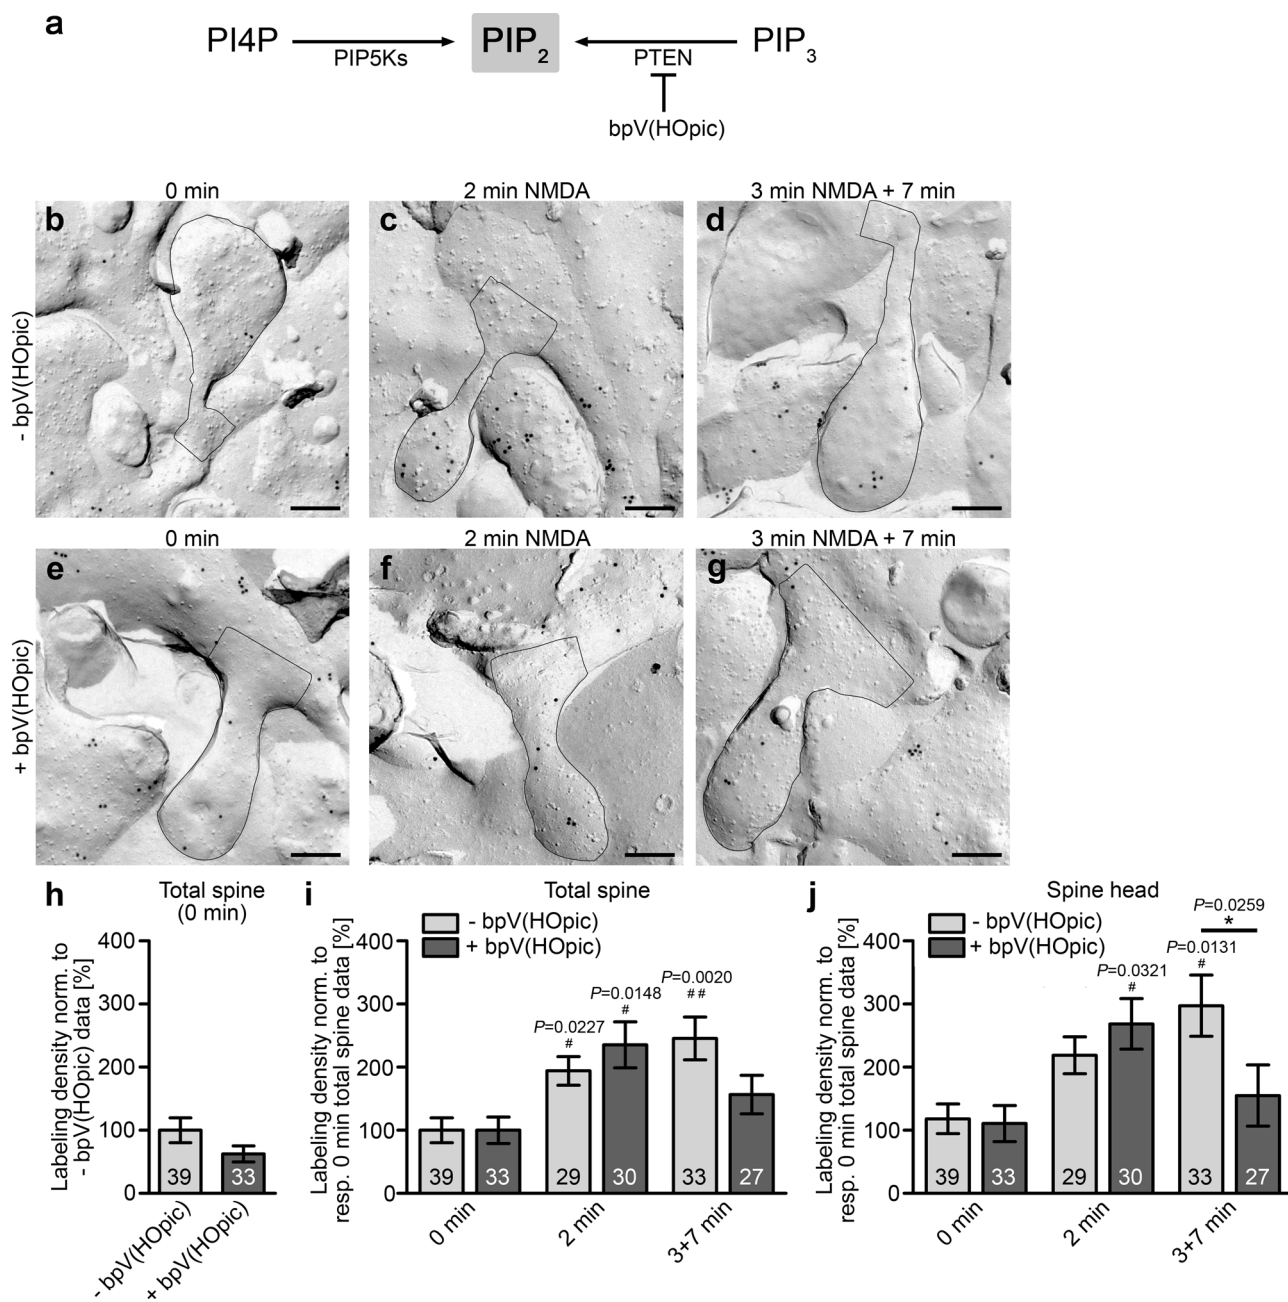 a
PI4P
PIP5Ks
PIP2
PTEN
PIP3
bpV(HOpic)
0 min
2 min NMDA
3 min NMDA + 7 min
- bpV(HOpic)
b
c
d
0 min
2 min NMDA
3 min NMDA + 7 min
+ bpV(HOpic)
e
f
g
h
Total spine
(0 min)
Labeling density norm. to
- bpV(HOpic) data [%]
400
300
200
100
0
39
33
- bpV(HOpic)
+ bpV(HOpic)
i
Total spine
- bpV(HOpic)
+ bpV(HOpic)
Labeling density norm. to
resp. 0 min total spine data [%]
400
300
200
100
0
P=0.0227
#
P=0.0148
#
P=0.0020
##
39
33
29
30
33
27
0 min
2 min
3+7 min
j
Spine head
- bpV(HOpic)
+ bpV(HOpic)
Labeling density norm. to
resp. 0 min total spine data [%]
400
300
200
100
0
P=0.0321
#
P=0.0131
#
P=0.0259
*
39
33
29
30
33
27
0 min
2 min
3+7 min